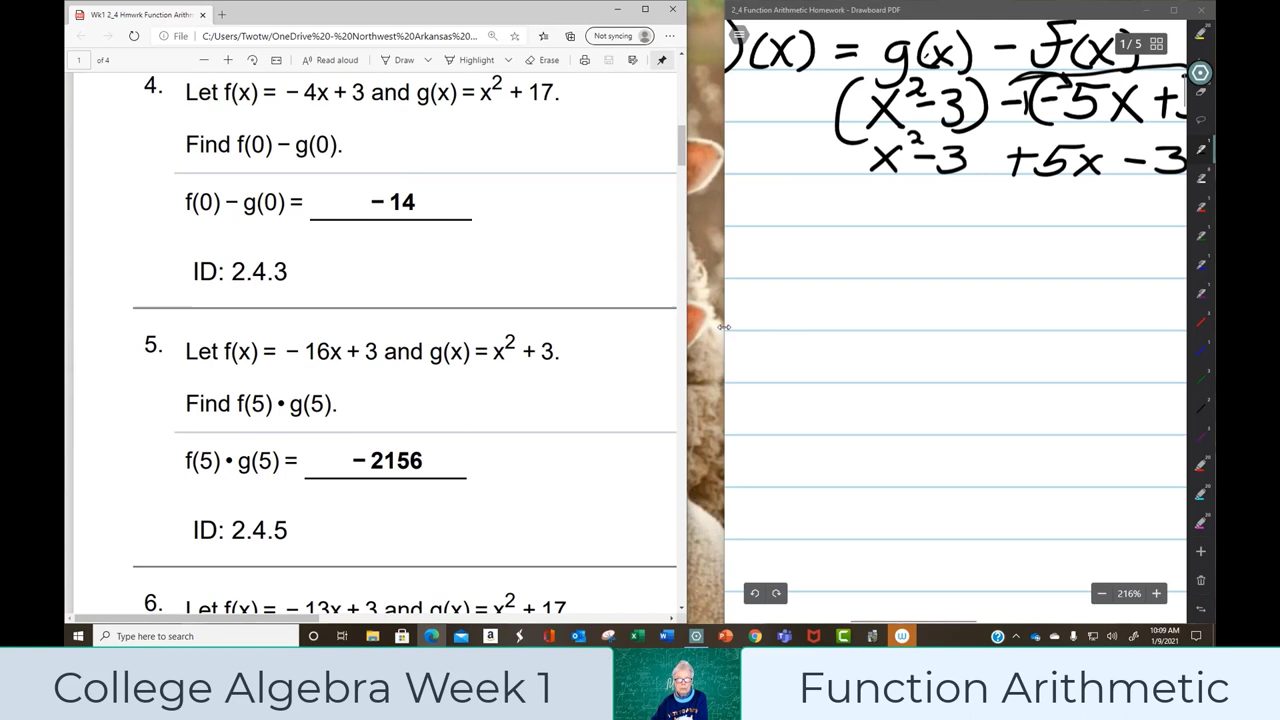 Wk1 2_4 Hmwrk Function Arithm
2_4 Function Arithmetic Homework - Drawboard PDF
File C:/Users/Twotw/OneDrive%20-%20Northwest%20Arkansas Not syncing
1 of 4 Read aloud Draw Highlight Erase
4. Let f(x) = − 4x + 3 and g(x) = x² + 17.
Find f(0) − g(0).
f(0) − g(0) = − 14
ID: 2.4.3
5. Let f(x) = − 16x + 3 and g(x) = x² + 3.
Find f(5) • g(5).
f(5) • g(5) = − 2156
ID: 2.4.5
6. Let f(x) = − 13x + 3 and g(x) = x² + 17
1/5
)(x) = g(x) - f(x)
(x²-3) -1(-5x +
x²-3 +5x -3
216%
Type here to search
10:09 AM
1/9/2021
College Algebra Week 1
Function Arithmetic